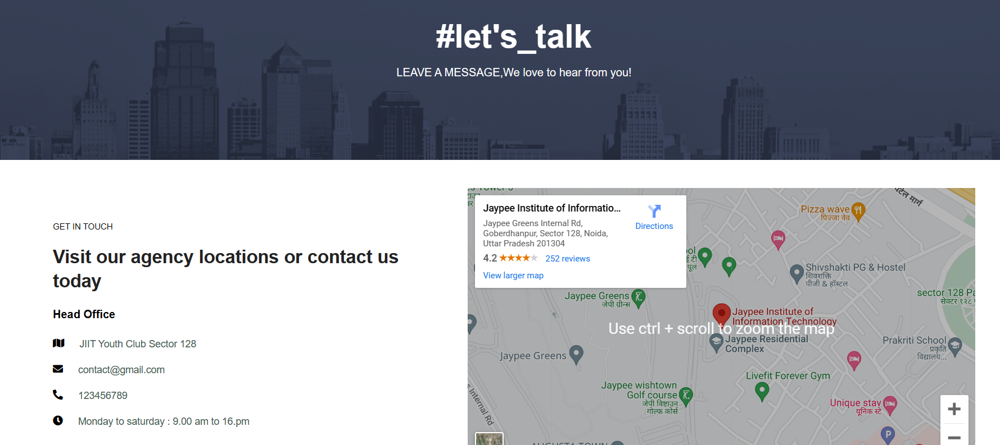 #let's_talk
LEAVE A MESSAGE,We love to hear from you!
GET IN TOUCH
Visit our agency locations or contact us
today
Head Office
JIIT Youth Club Sector 128
contact@gmail.com
123456789
Monday to saturday : 9.00 am to 16.pm
Jaypee Institute of Informatio...
Jaypee Greens Internal Rd,
Goberdhanpur, Sector 128, Noida,
Uttar Pradesh 201304
4.2
252 reviews
View larger map
Directions
पटेल मार्ग
Pizza wave
पिज्जा वेव
Shivshakti PG & Hostel
शिवशक्ति
पीजी & हॉस्टल
sector 128 Pa
सेक्टर १२८
Jaypee Greens
जेपी ग्रीन्स
Jaypee Institute of
Information Technology
Use ctrl + scroll to zoom the map
Jaypee Residential
Complex
Prakriti School
प्रकृति
विद्यालय...
Jaypee Greens
Livefit Forever Gym
Jaypee wishtown
Golf course
जेपी विशटाउन
गोल्फ कोर्स
Unique stay
यूनिक स्टे
s Internal Rd
P
AUGUSTA TOWN